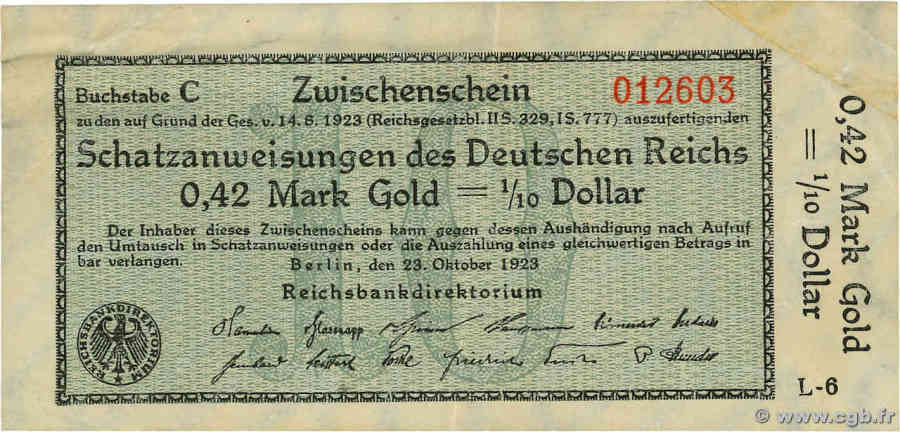 Buchstabe C Zwischenschein 012603
zu den auf Grund der Ges. v. 14.8.1923 (Reichsgesetzbl. II S. 329, I S. 777) auszufertigenden
Schatzanweisungen des Deutschen Reichs
0,42 Mark Gold = 1/10 Dollar
Der Inhaber dieses Zwischenscheins kann gegen dessen Aushändigung nach Aufruf
den Umtausch in Schatzanweisungen oder die Auszahlung eines gleichwertigen Betrags in
bar verlangen.
Berlin, den 23. Oktober 1923
Reichsbankdirektorium
REICHSBANKDIREKTORIUM
0,42 Mark Gold
= 1/10 Dollar
L-6
© www.cgb.fr